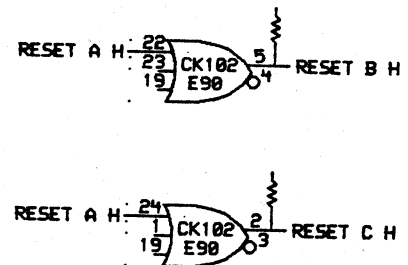 RESET A H 22 5 RESET B H
23 CK102 4
19 E90
RESET A H 24 2 RESET C H
1 CK102 3
19 E90